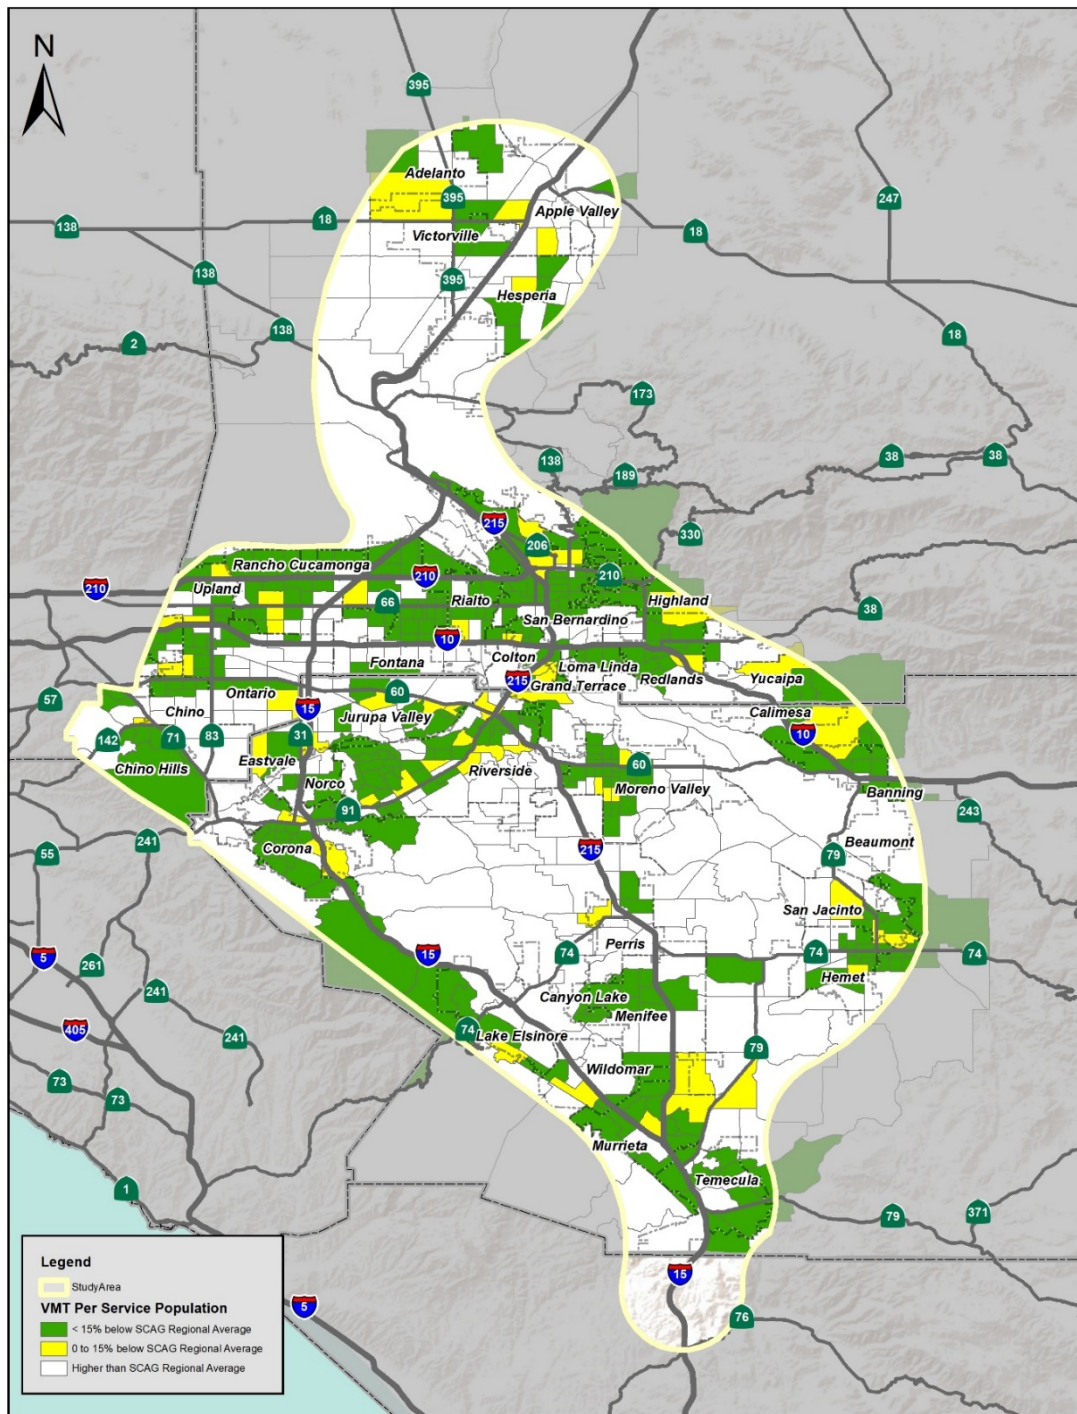 N
395
247
Adelanto
395
138
18
Apple Valley
Victorville
18
138
395
Hesperia
138
2
18
173
38
38
138
189
215
206
330
Rancho Cucamonga
210
210
210
Upland
66
Rialto
Highland
38
San Bernardino
10
Fontana
Colton
Loma Linda
215
Grand Terrace
Redlands
Yucaipa
57
Ontario
60
Chino
15
Jurupa Valley
Calimesa
142
71
83
31
10
Eastvale
Chino Hills
Riverside
60
Norco
Moreno Valley
Banning
91
243
241
Corona
215
Beaumont
55
79
San Jacinto
Perris
5
261
15
74
74
74
Hemet
241
Canyon Lake
Menifee
405
241
74
Lake Elsinore
79
73
Wildomar
73
Murrieta
Temecula
1
79
371
15
5
76
Legend
StudyArea
VMT Per Service Population
< 15% below SCAG Regional Average
0 to 15% below SCAG Regional Average
Higher than SCAG Regional Average